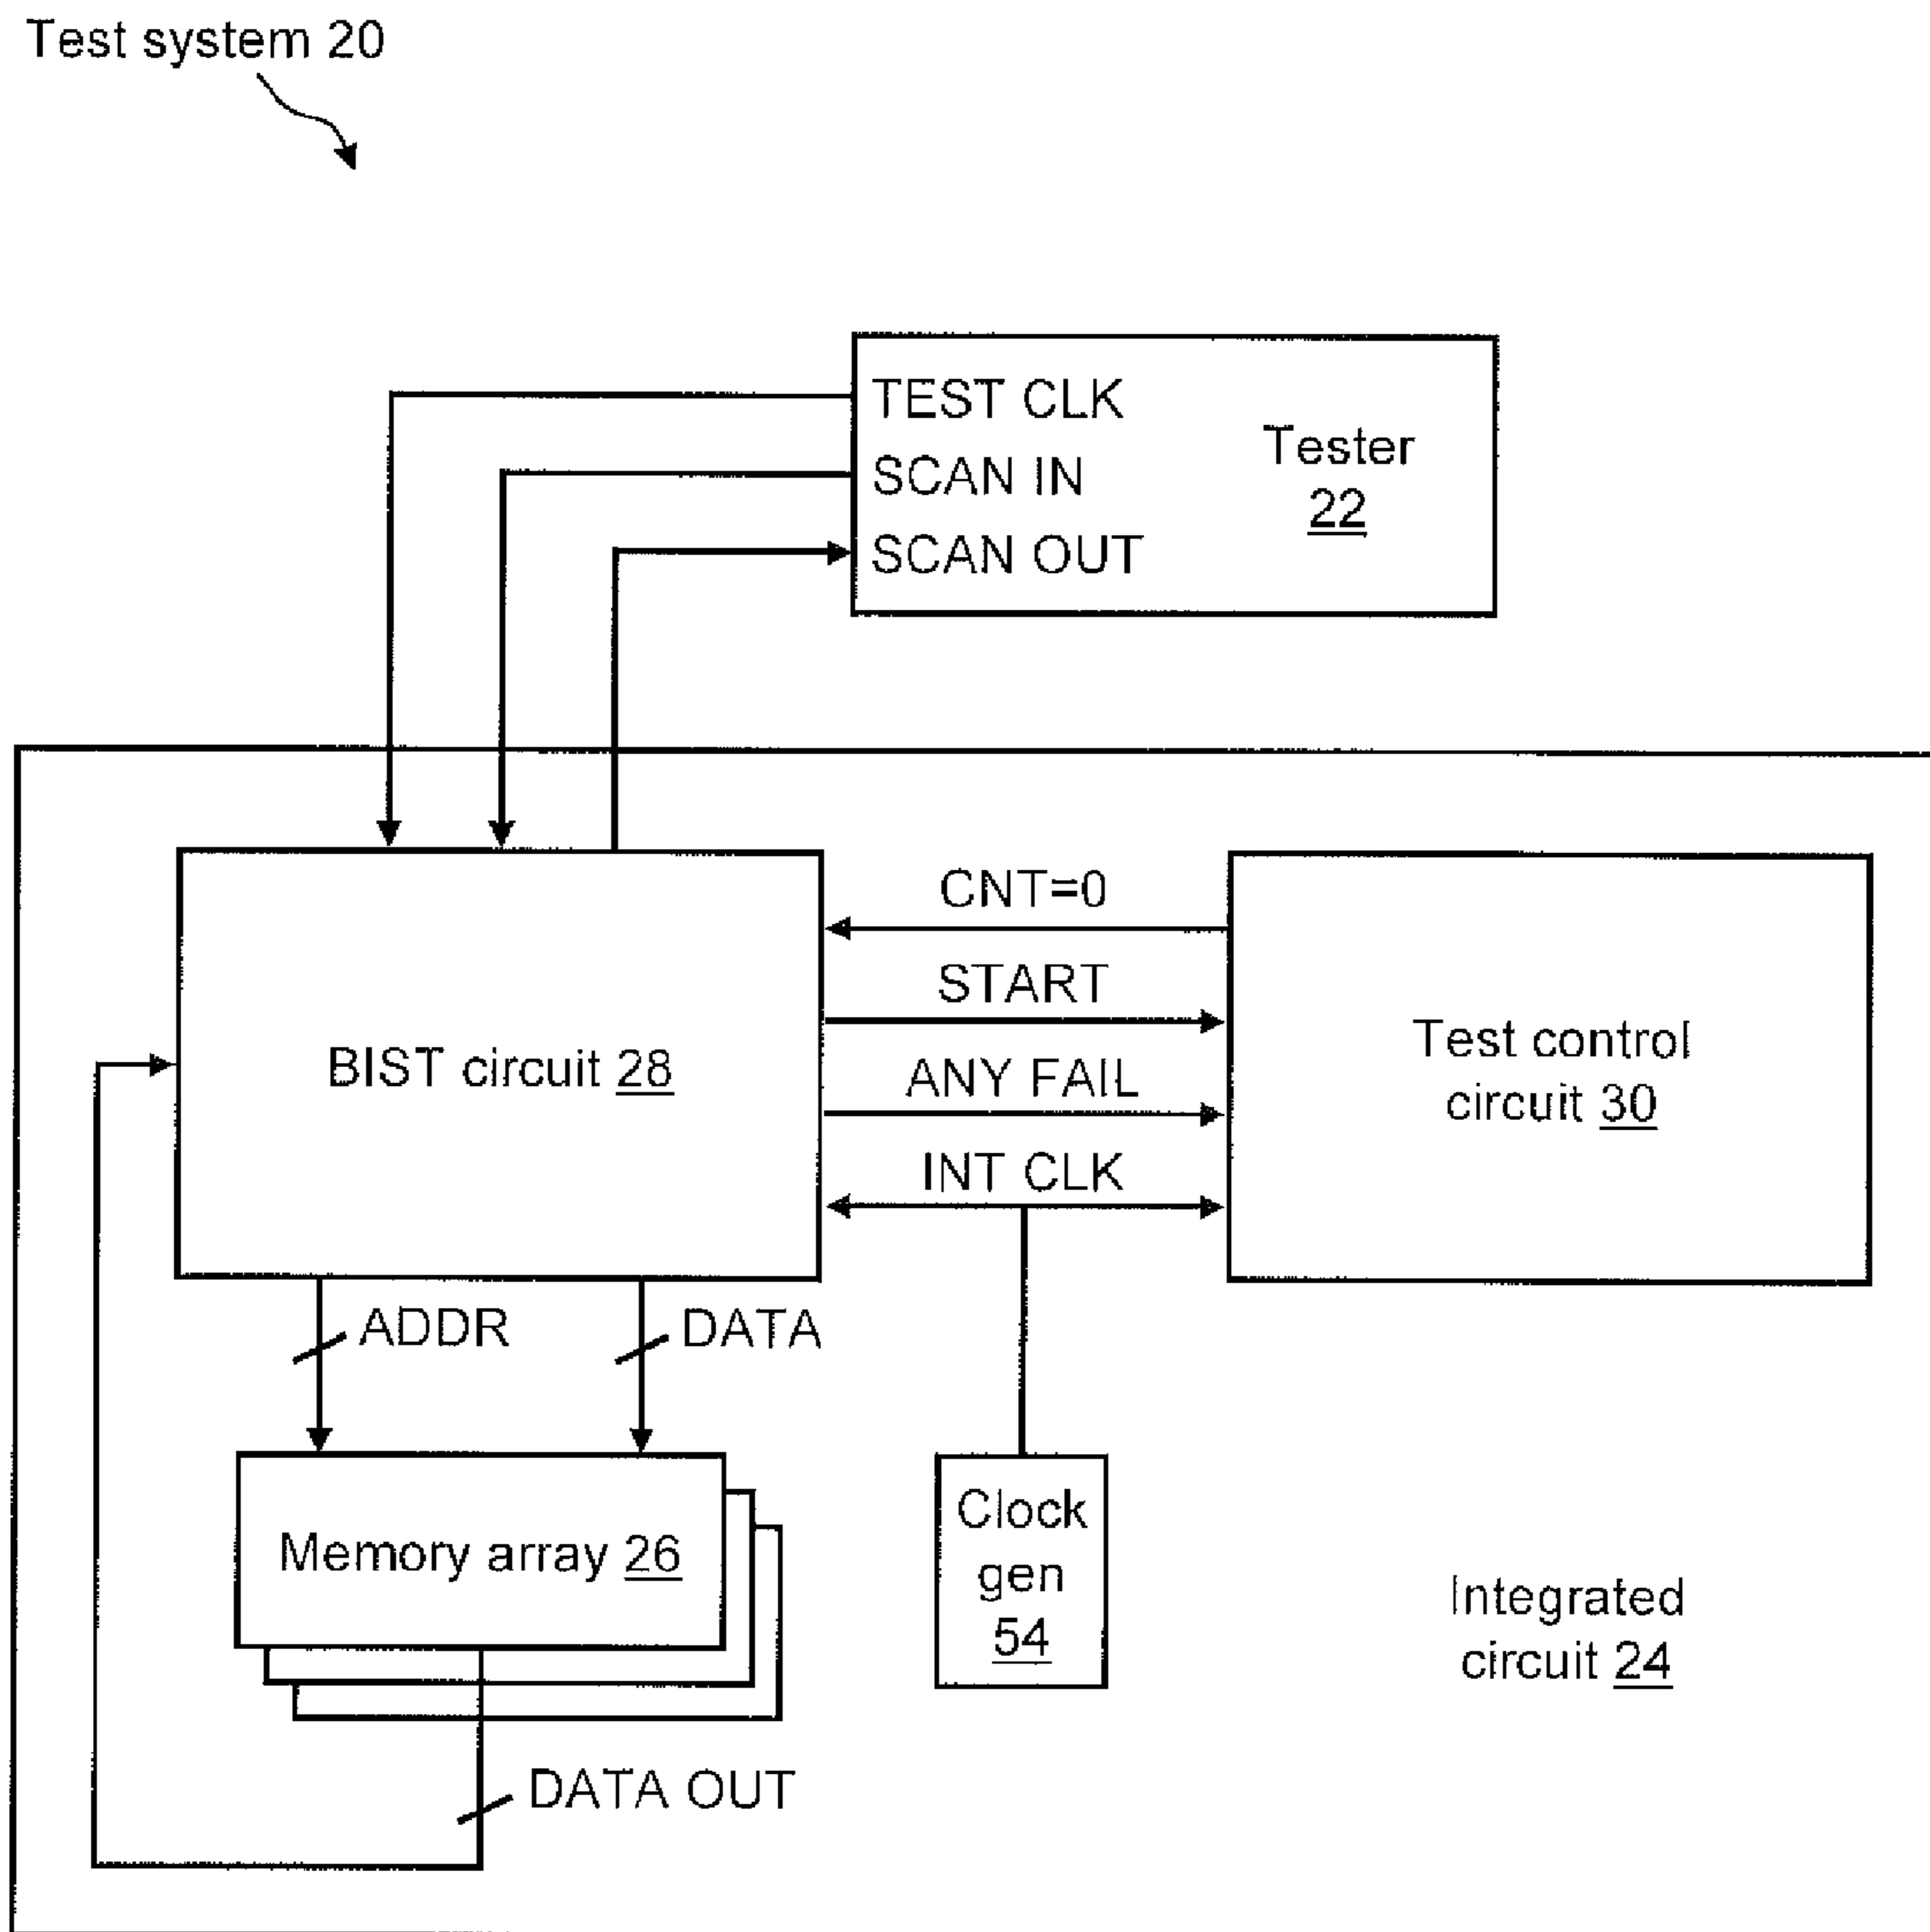 Test system 20
TEST CLK
SCAN IN
SCAN OUT
Tester
22
CNT=0
START
ANY FAIL
INT CLK
BIST circuit 28
Test control
circuit 30
ADDR
DATA
Memory array 26
Clock
gen
54
Integrated
circuit 24
DATA OUT